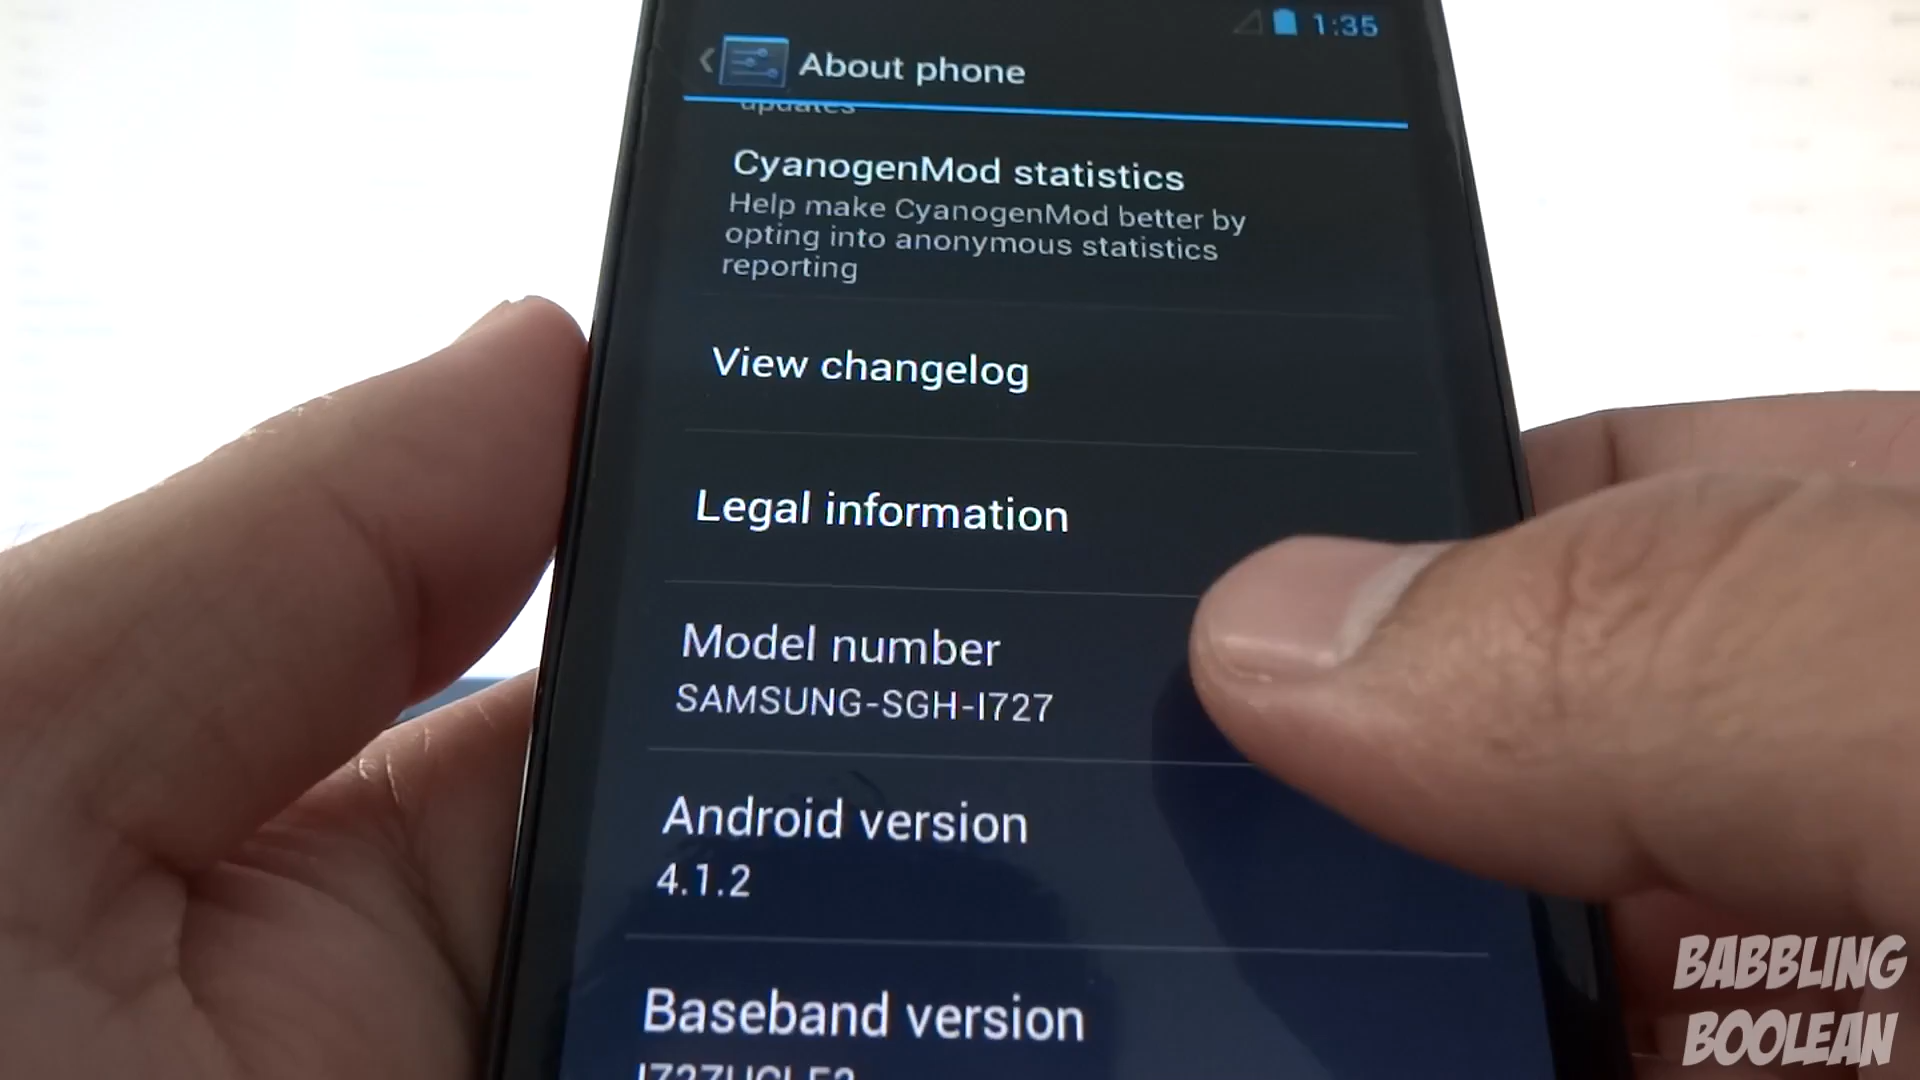 1:35
About phone
updates
CyanogenMod statistics
Help make CyanogenMod better by
opting into anonymous statistics
reporting
View changelog
Legal information
Model number
SAMSUNG-SGH-I727
Android version
4.1.2
Baseband version
BABBLING
BOOLEAN